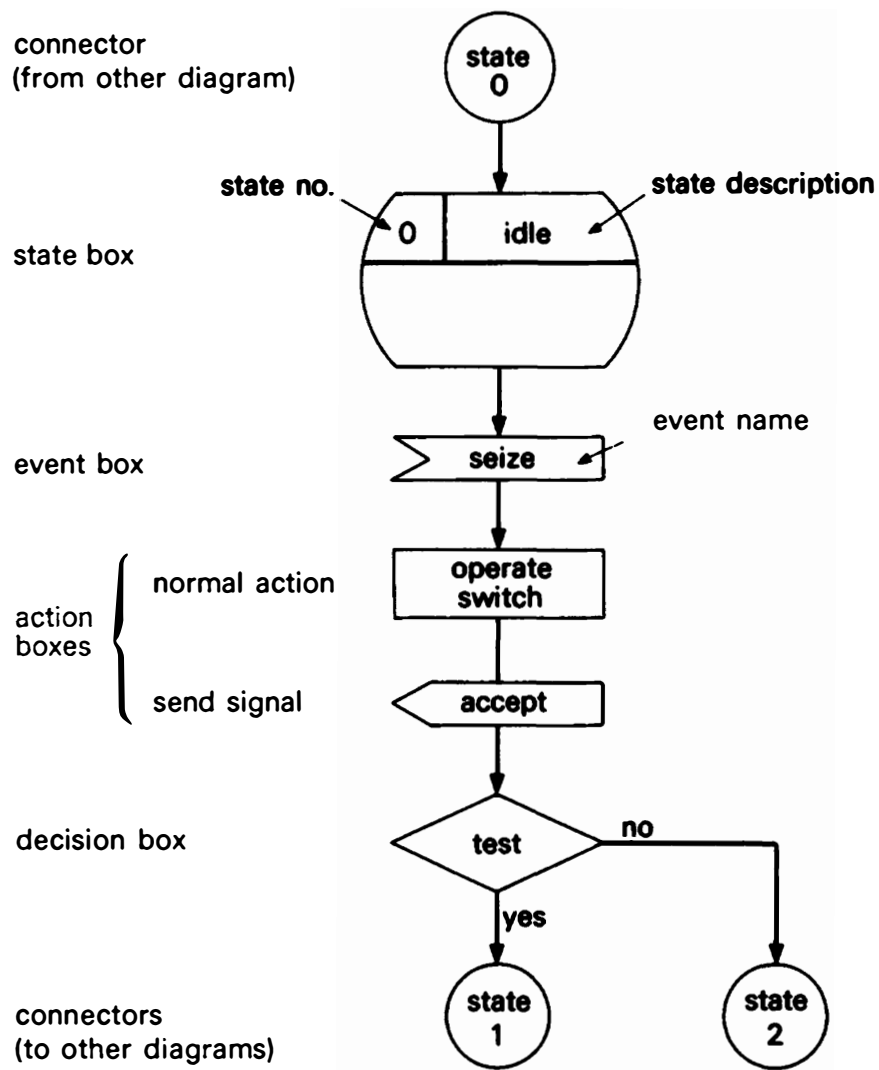 connector
(from other diagram)
state
0
state no.
state description
0
idle
state box
event name
event box
seize
normal action
operate
switch
action
boxes
send signal
accept
decision box
test
no
yes
connectors
(to other diagrams)
state
1
state
2